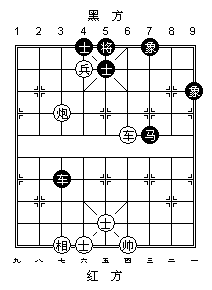 黑 方
1 2 3 4 5 6 7 8 9
士 将 象
兵 士
象
炮
车 马
车
士
相 士 帅
九 八 七 六 五 四 三 二 一
红 方